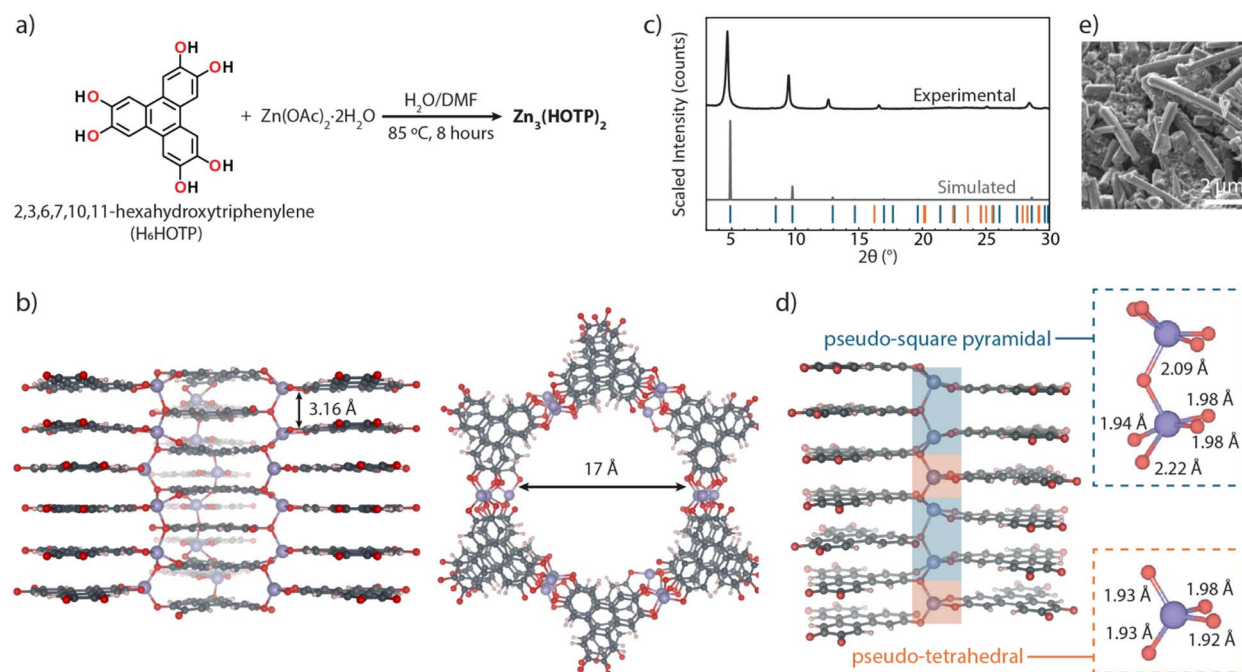 a)
OH
OH
HO
HO
OH
OH
+ Zn(OAc)₂·2H₂O
H₂O/DMF
85 ºC, 8 hours
Zn₃(HOTP)₂
2,3,6,7,10,11-hexahydroxytriphenylene
(H₆HOTP)
c)
Scaled Intensity (counts)
Experimental
Simulated
5 10 15 20 25 30
2θ (°)
e)
2 µm
b)
3.16 Å
17 Å
d)
pseudo-square pyramidal
2.09 Å
1.98 Å
1.94 Å
1.98 Å
2.22 Å
1.93 Å
1.98 Å
1.93 Å
1.92 Å
pseudo-tetrahedral